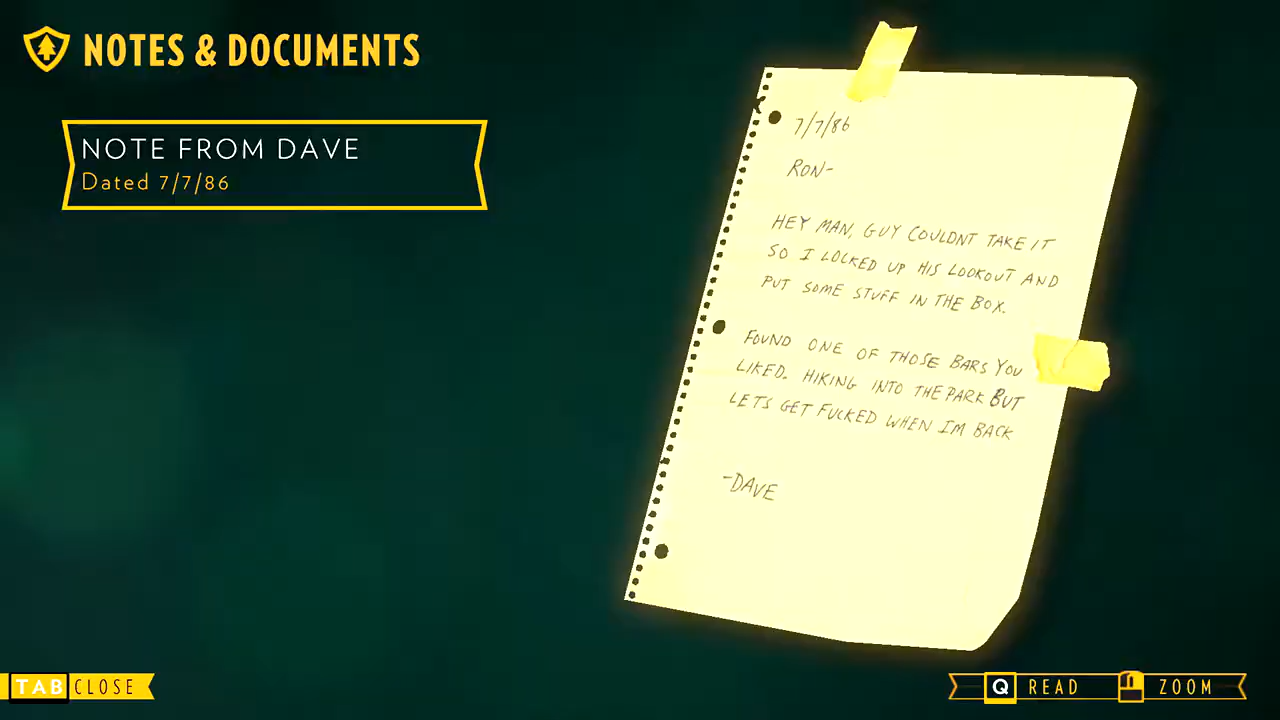 NOTES & DOCUMENTS
NOTE FROM DAVE
Dated 7/7/86
7/7/86
RON-
HEY MAN, GUY COULDNT TAKE IT
SO I LOCKED UP HIS LOOKOUT AND
PUT SOME STUFF IN THE BOX.
FOUND ONE OF THOSE BARS YOU
LIKED. HIKING INTO THE PARK BUT
LETS GET FUCKED WHEN IM BACK
-DAVE
TAB CLOSE
Q READ ZOOM